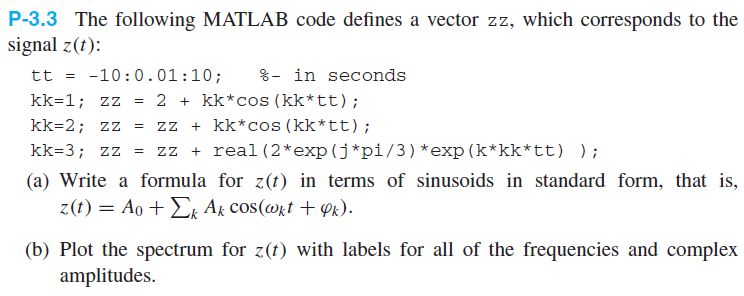 P-3.3 The following MATLAB code defines a vector zz, which corresponds to the
signal z(t):
tt = -10:0.01:10; %- in seconds
kk=1; zz = 2 + kk*cos(kk*tt);
kk=2; zz = zz + kk*cos(kk*tt);
kk=3; zz = zz + real(2*exp(j*pi/3)*exp(k*kk*tt) );
(a) Write a formula for z(t) in terms of sinusoids in standard form, that is,
z(t) = A₀ + ∑ₖ Aₖ cos(ωₖt + φₖ).
(b) Plot the spectrum for z(t) with labels for all of the frequencies and complex
amplitudes.